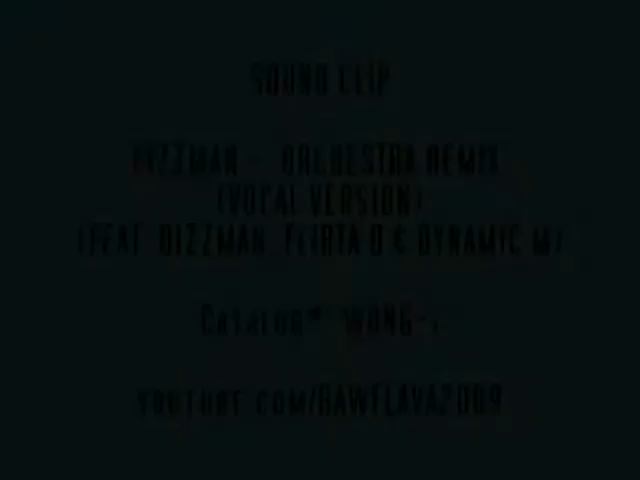 SOUND CLIP
DIZZMAN - ORCHESTRA REMIX
(VOCAL VERSION)
(FEAT. DIZZMAN, FLIRTA D & DYNAMIC M)
CATALOG#:
YOUTUBE.COM/RAWFLAVA2009